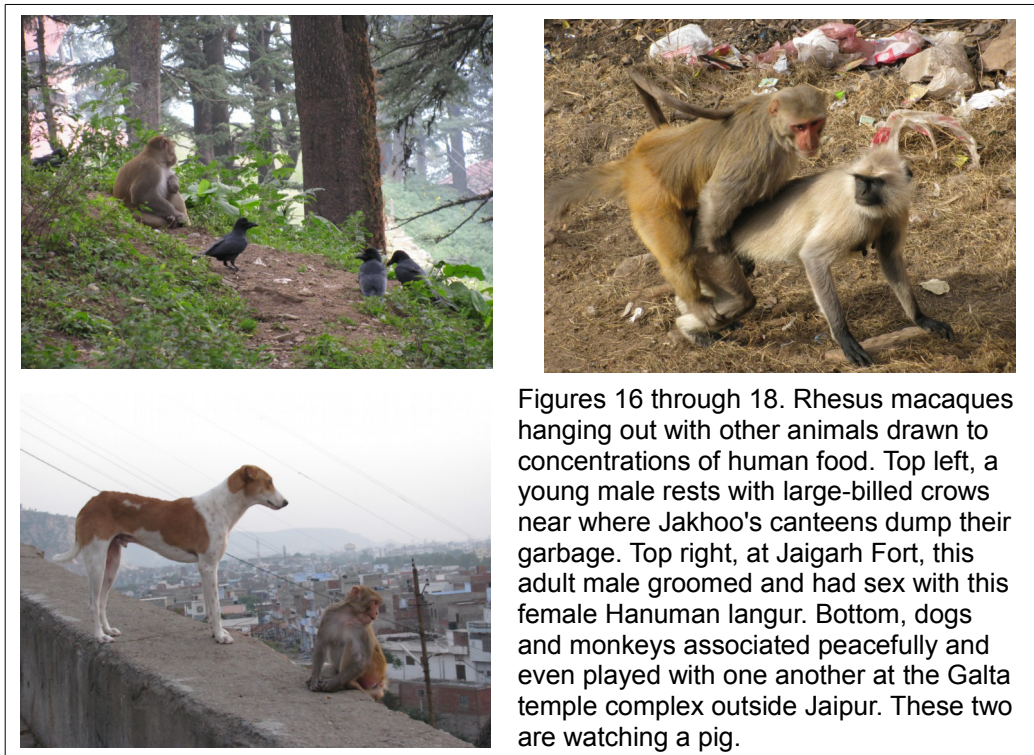 Figures 16 through 18. Rhesus macaques
hanging out with other animals drawn to
concentrations of human food. Top left, a
young male rests with large-billed crows
near where Jakhoo's canteens dump their
garbage. Top right, at Jaigarh Fort, this
adult male groomed and had sex with this
female Hanuman langur. Bottom, dogs
and monkeys associated peacefully and
even played with one another at the Galta
temple complex outside Jaipur. These two
are watching a pig.